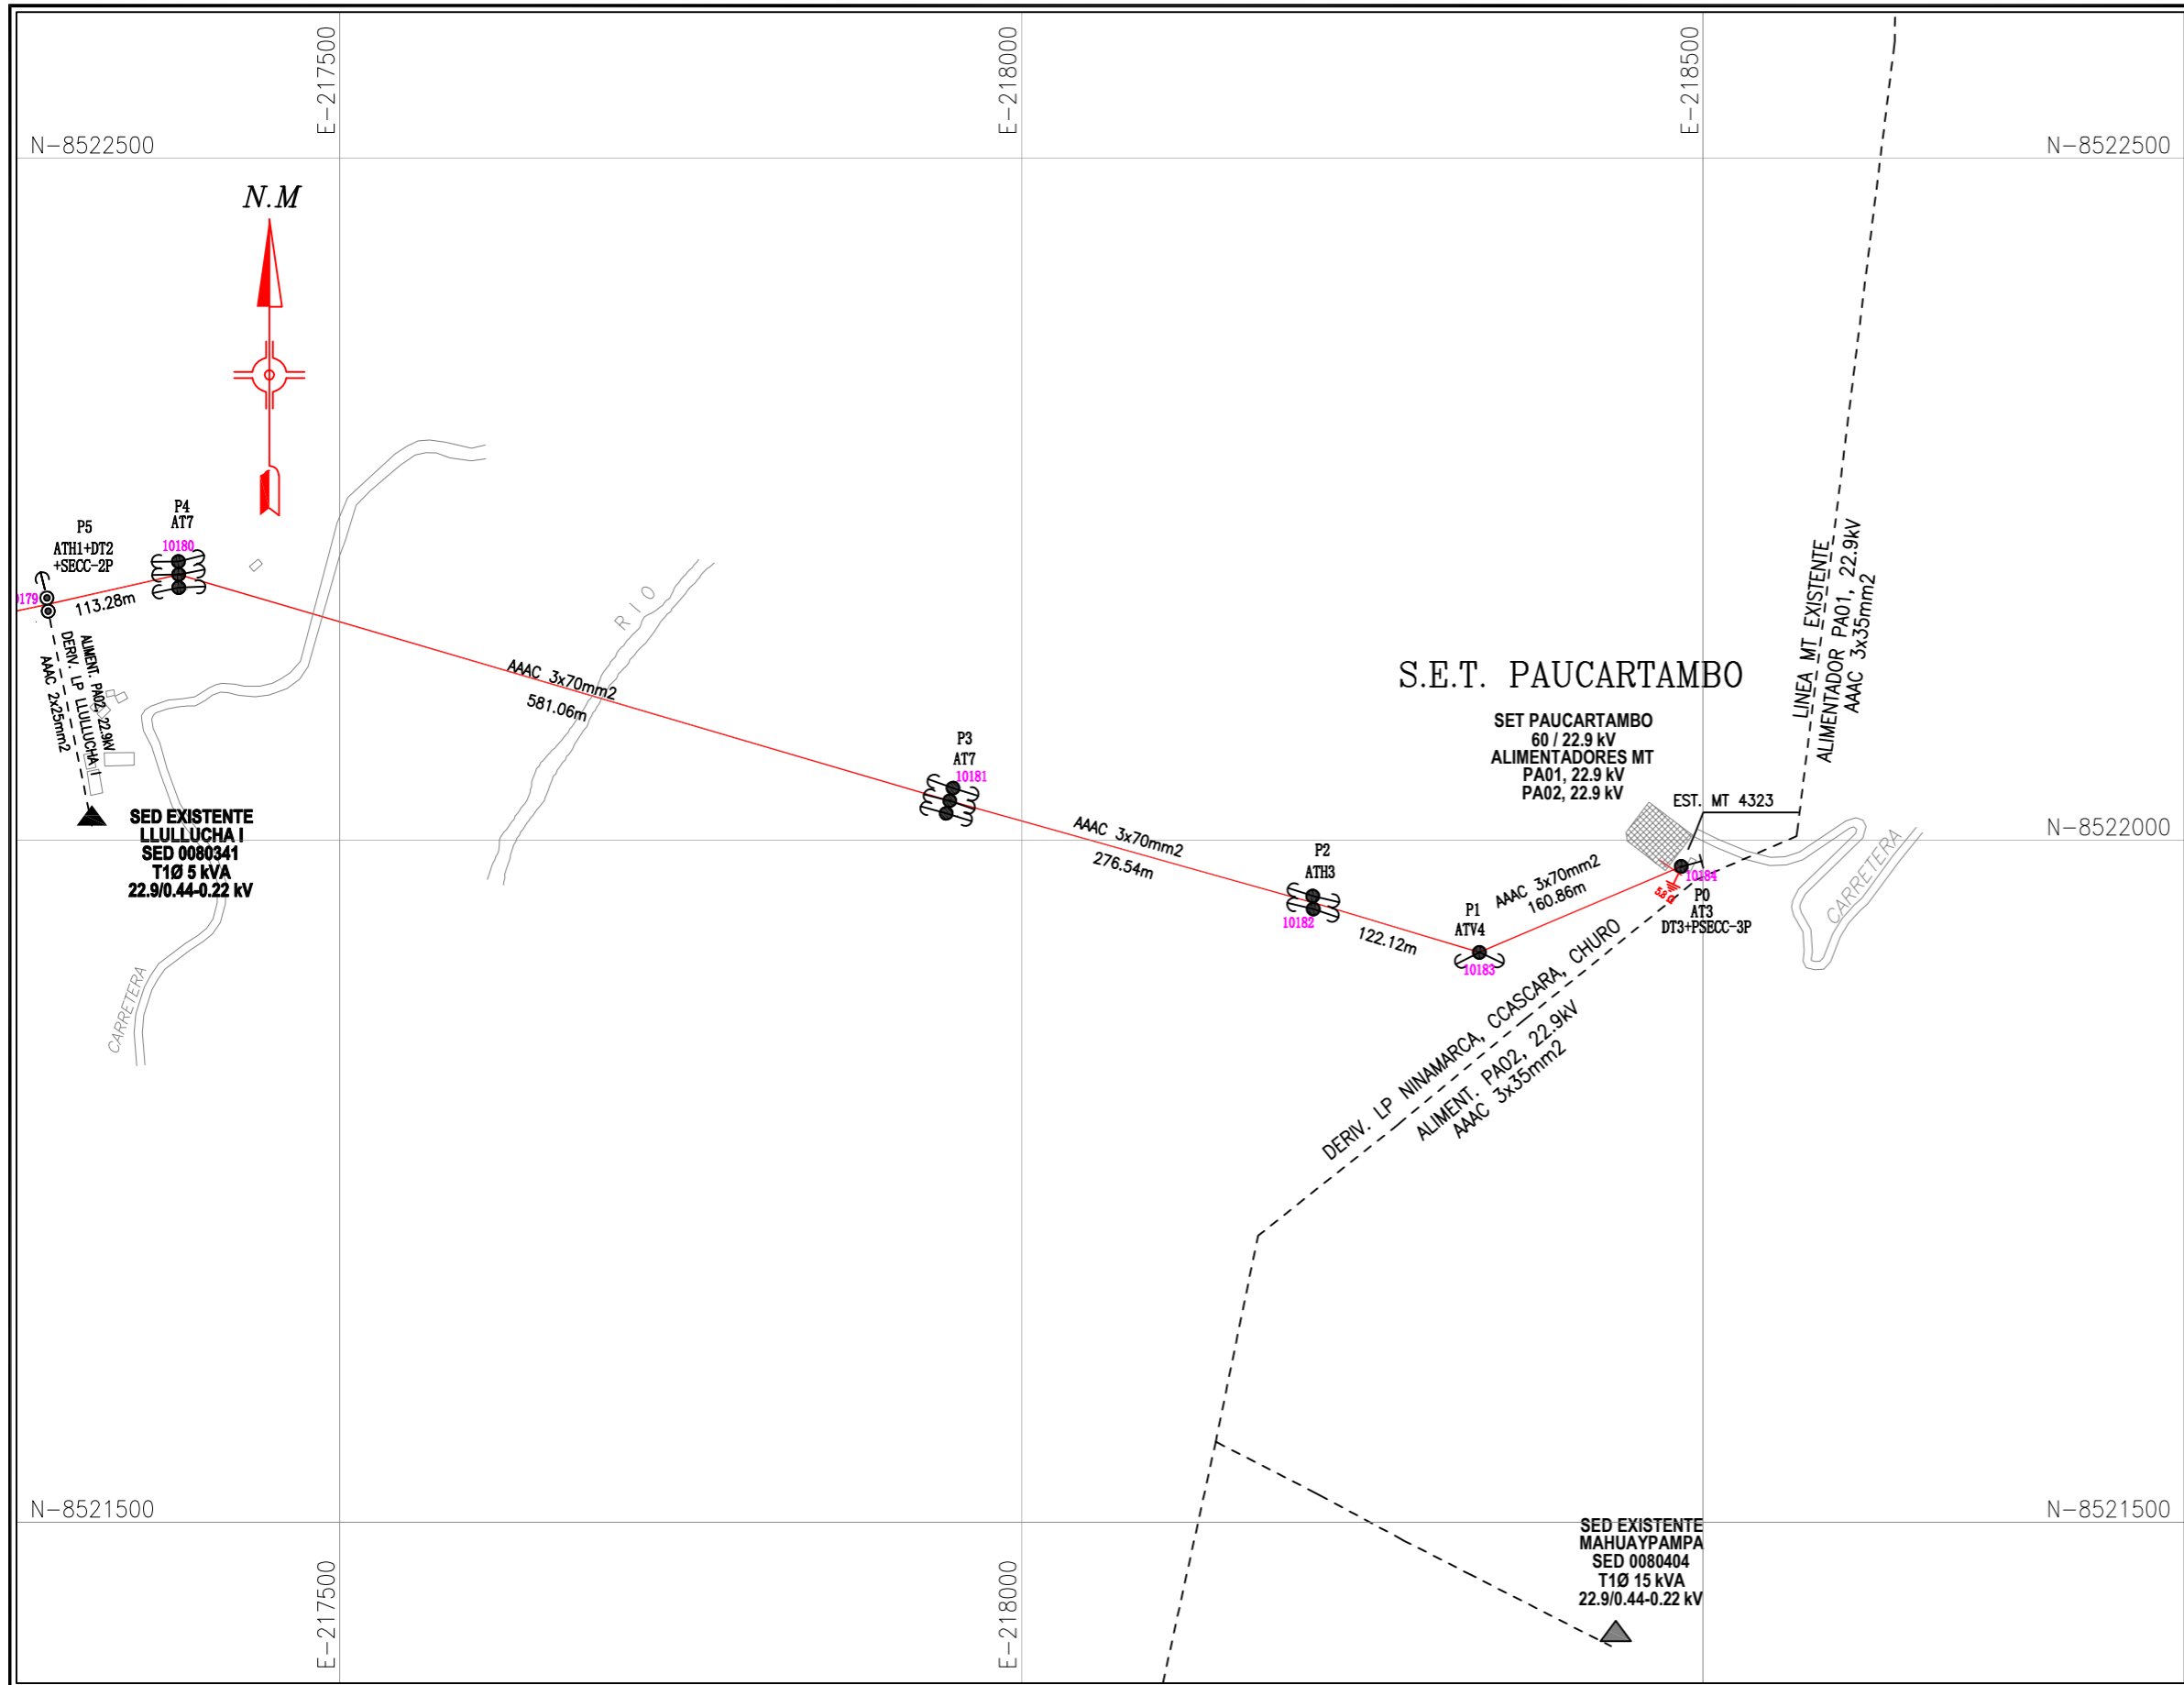 E-217500
E-218000
E-218500
N-8522500
N-8522500
N.M
P4
AT7
10180
P5
ATH1+DT2
+SECC-2P
113.28m
ALIMENT. PA02, 22.9kV
DERIV. LP LLULLUCHA I
AAAC 2x25mm2
SED EXISTENTE
LLULLUCHA I
SED 0080341
T1Ø 5 kVA
22.9/0.44-0.22 kV
CARRETERA
RIO
AAAC 3x70mm2
581.06m
P3
AT7
10181
AAAC 3x70mm2
276.54m
P2
ATH3
10182
122.12m
P1
ATV4
10183
AAAC 3x70mm2
160.86m
S.E.T. PAUCARTAMBO
SET PAUCARTAMBO
60 / 22.9 kV
ALIMENTADORES MT
PA01, 22.9 kV
PA02, 22.9 kV
EST. MT 4323
LINEA MT EXISTENTE
ALIMENTADOR PA01, 22.9kV
AAAC 3x35mm2
N-8522000
10184
P0
AT3
DT3+PSECC-3P
CARRETERA
DERIV. LP NINAMARCA, CCASCARA, CHURO
ALIMENT. PA02, 22.9kV
AAAC 3x35mm2
N-8521500
N-8521500
SED EXISTENTE
MAHUAYPAMPA
SED 0080404
T1Ø 15 kVA
22.9/0.44-0.22 kV
E-217500
E-218000